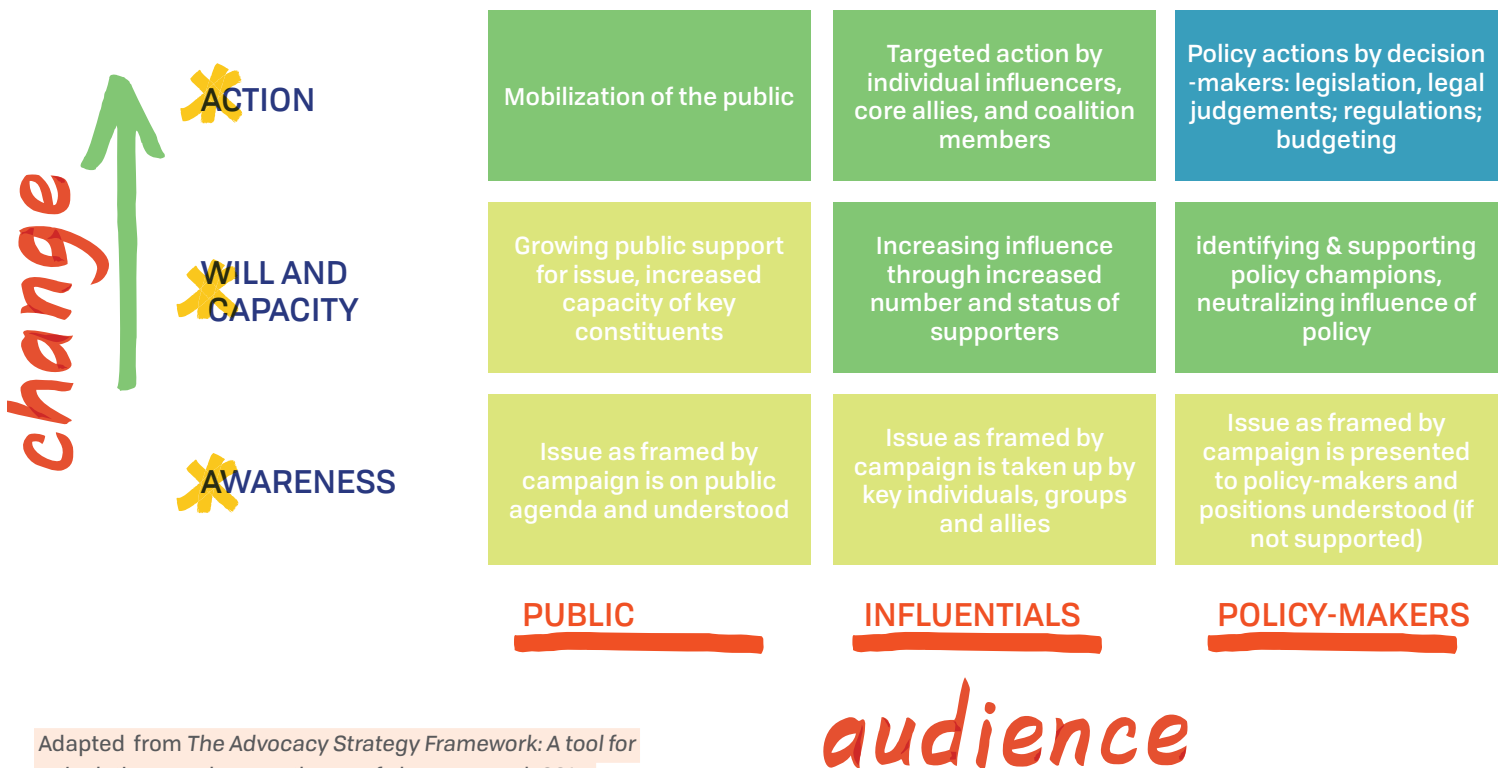 change
ACTION
Mobilization of the public
Targeted action by
individual influencers,
core allies, and coalition
members
Policy actions by decision
-makers: legislation, legal
judgements; regulations;
budgeting
WILL AND
CAPACITY
Growing public support
for issue, increased
capacity of key
constituents
Increasing influence
through increased
number and status of
supporters
identifying & supporting
policy champions,
neutralizing influence of
policy
AWARENESS
Issue as framed by
campaign is on public
agenda and understood
Issue as framed by
campaign is taken up by
key individuals, groups
and allies
Issue as framed by
campaign is presented
to policy-makers and
positions understood (if
not supported)
PUBLIC
INFLUENTIALS
POLICY-MAKERS
audience
Adapted from The Advocacy Strategy Framework: A tool for